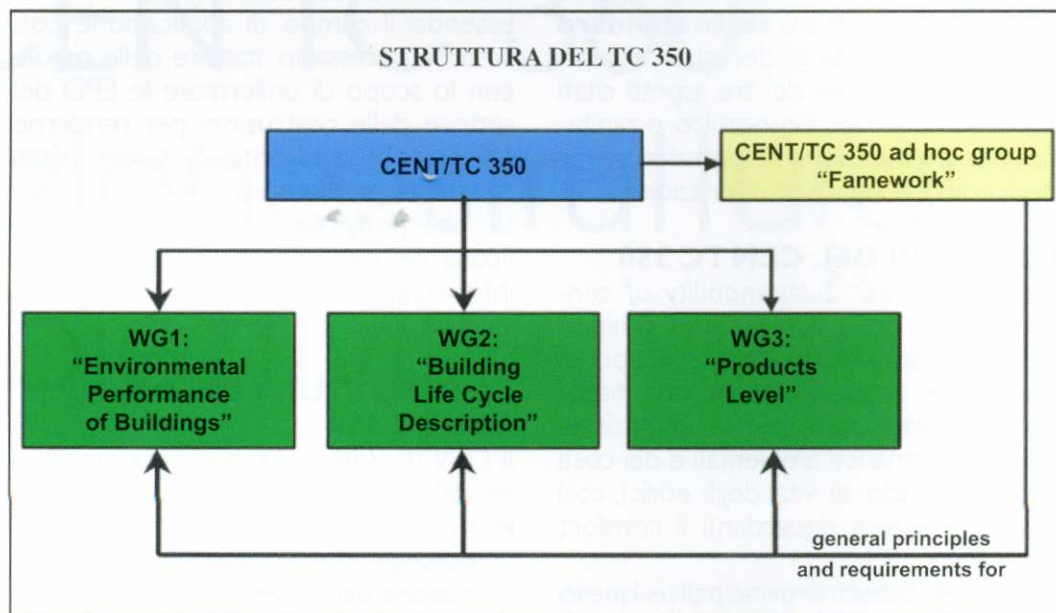 STRUTTURA DEL TC 350
CENT/TC 350
CENT/TC 350 ad hoc group
“Famework”
WG1:
“Environmental
Performance
of Buildings”
WG2:
“Building
Life Cycle
Description”
WG3:
“Products
Level”
general principles
and requirements for